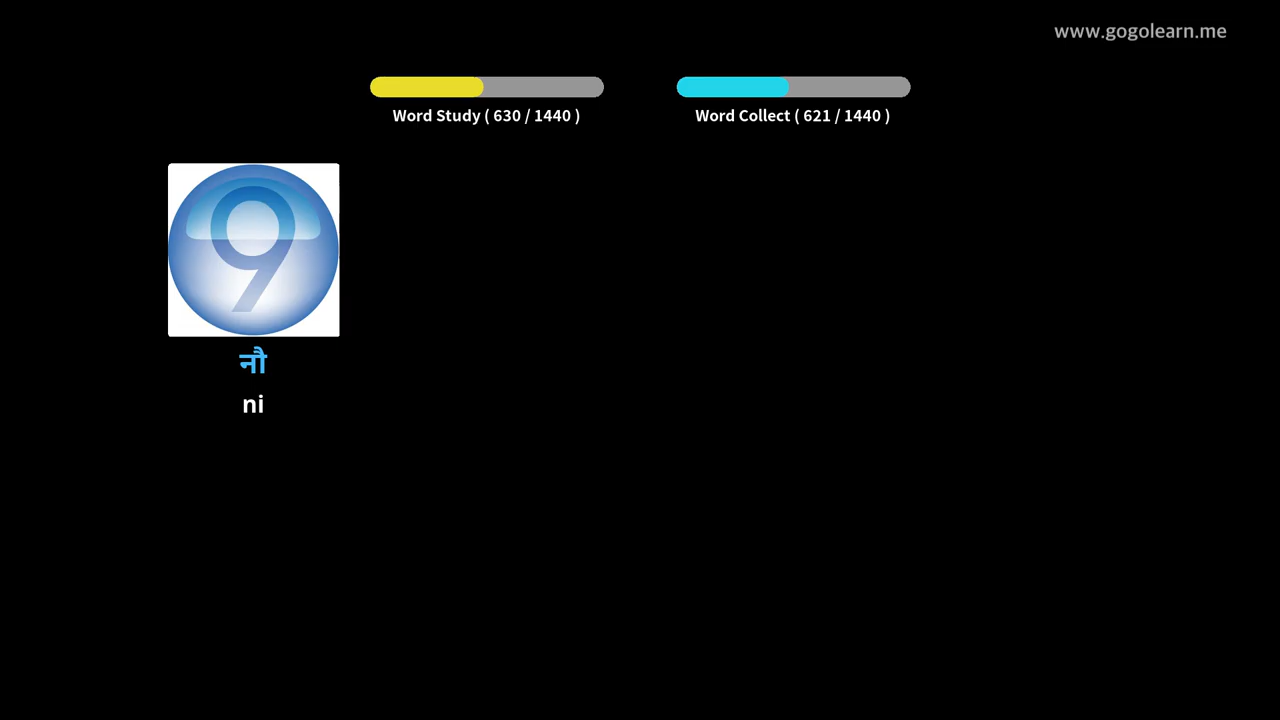 www.gogolearn.me
Word Study ( 630 / 1440 )
Word Collect ( 621 / 1440 )
9
नौ
ni